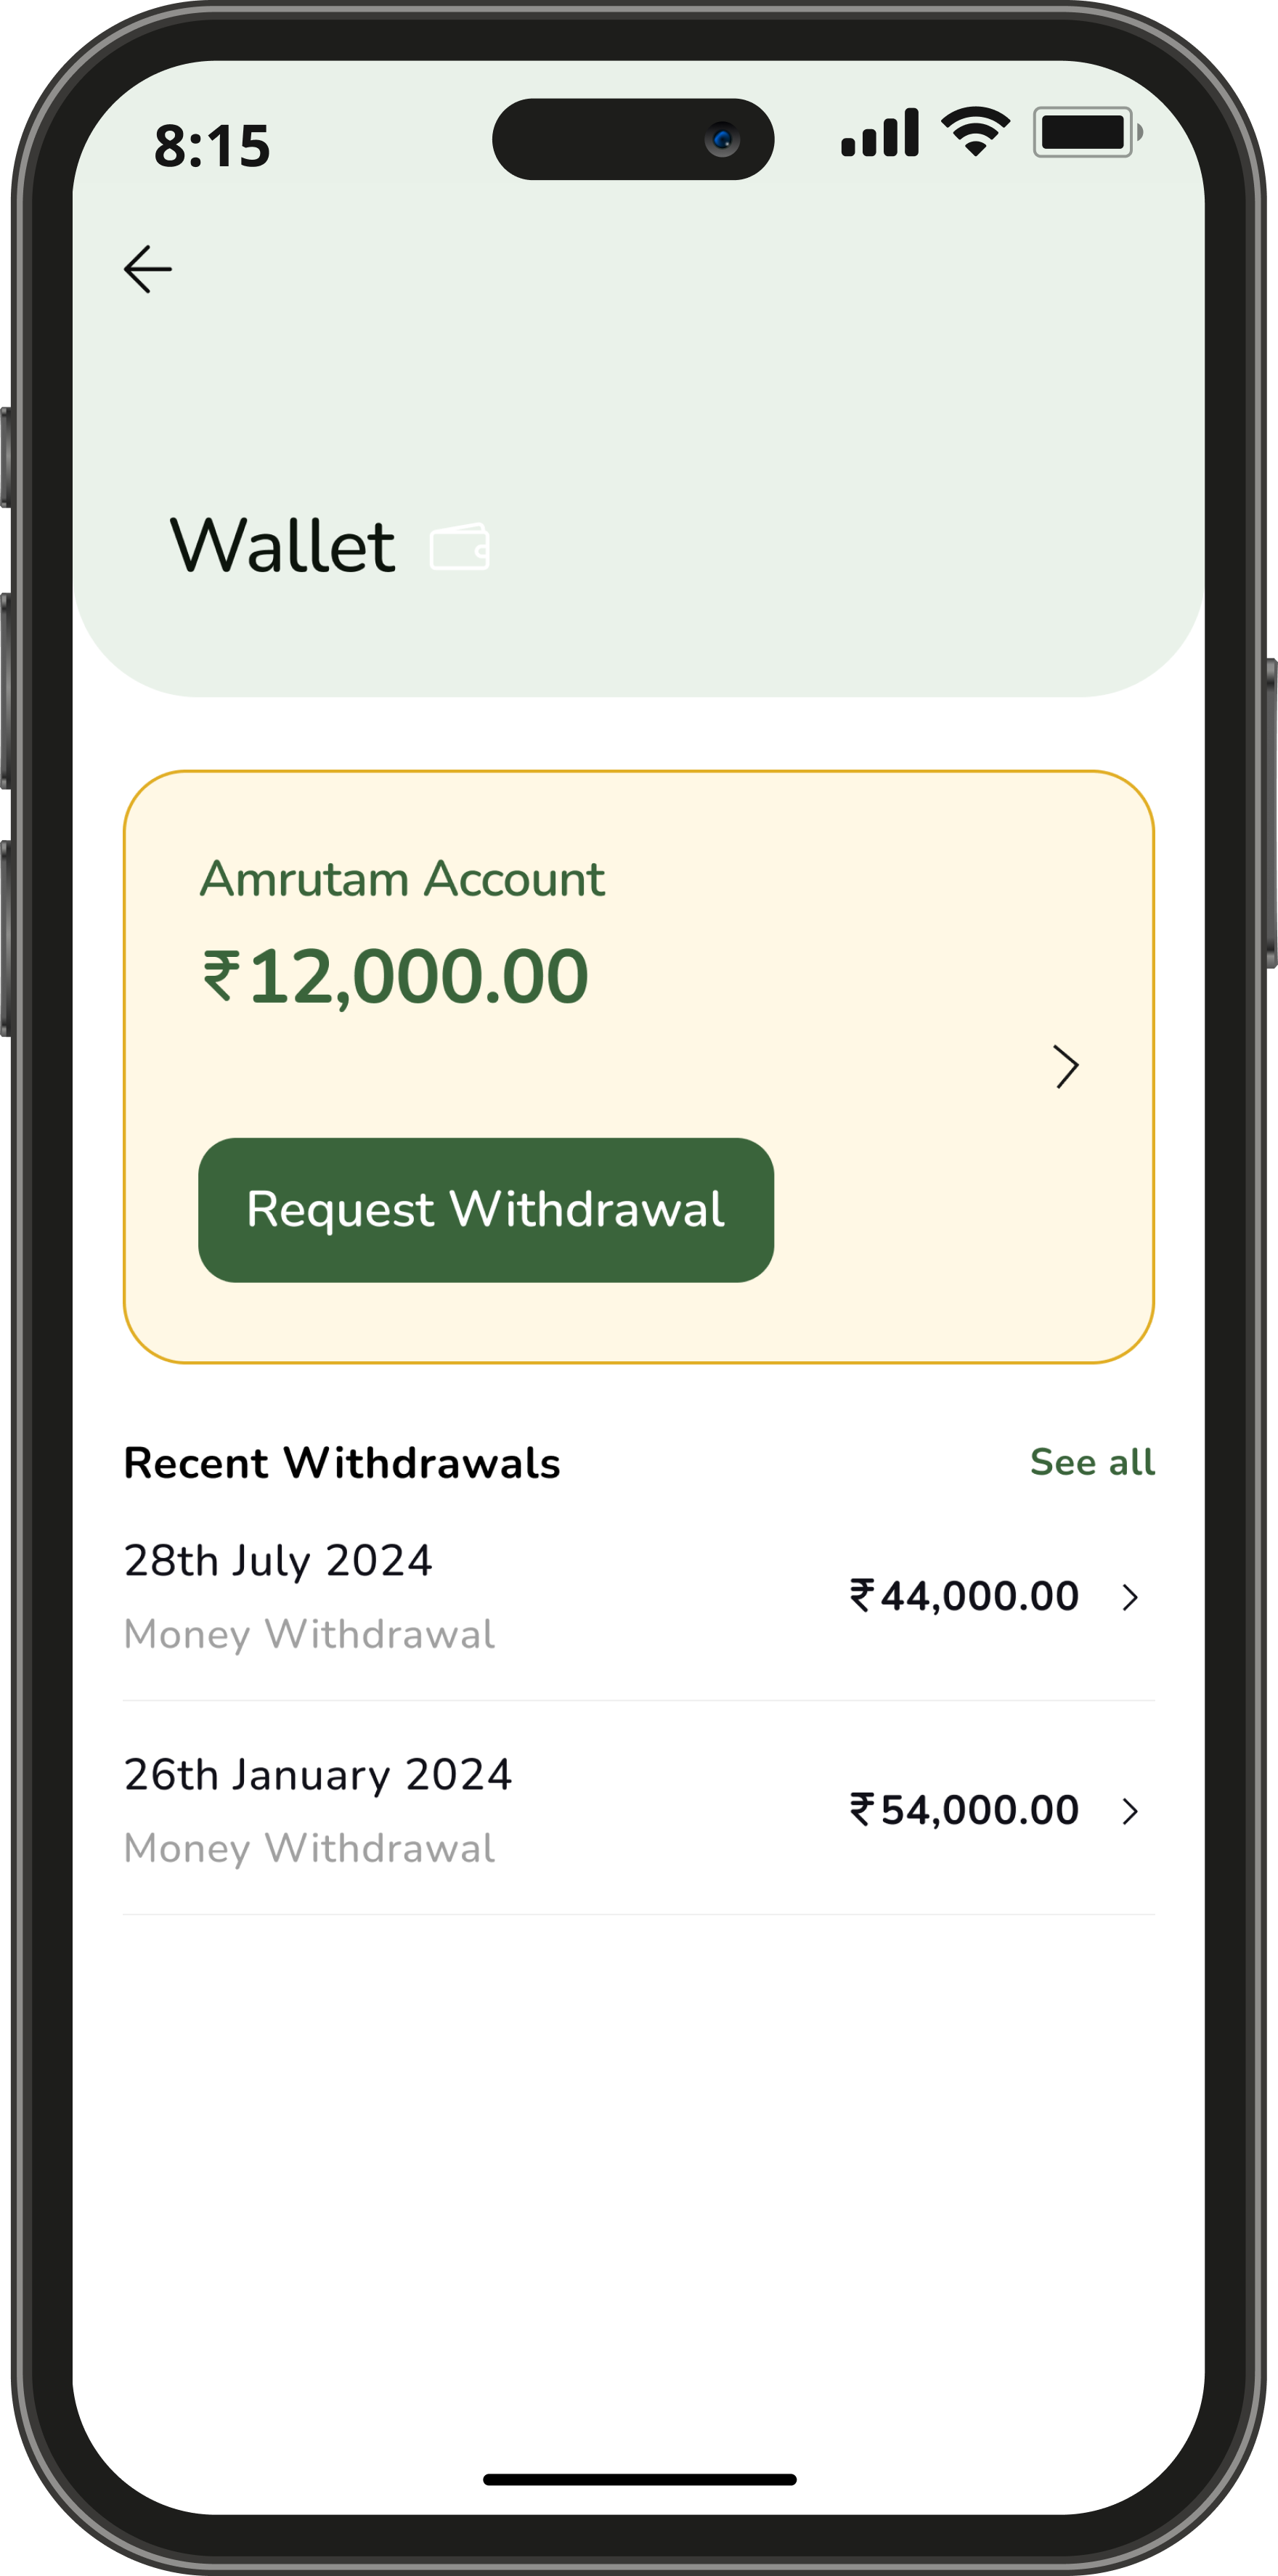 8:15
Wallet
Amrutam Account
₹12,000.00
Request Withdrawal
Recent Withdrawals
See all
28th July 2024
₹44,000.00
Money Withdrawal
26th January 2024
₹54,000.00
Money Withdrawal